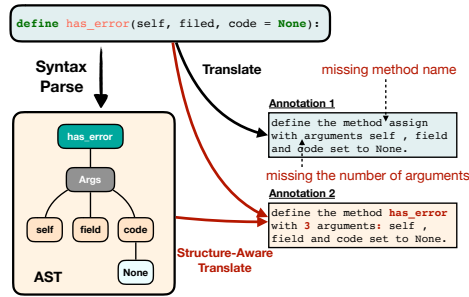 define has_error(self, filed, code = None):
Syntax
Parse
Translate
missing method name
Annotation 1
define the method assign
with arguments self , field
and code set to None.
missing the number of arguments
Annotation 2
define the method has_error
with 3 arguments: self ,
field and code set to None.
Structure-Aware
Translate
has_error
Args
self
field
code
None
AST